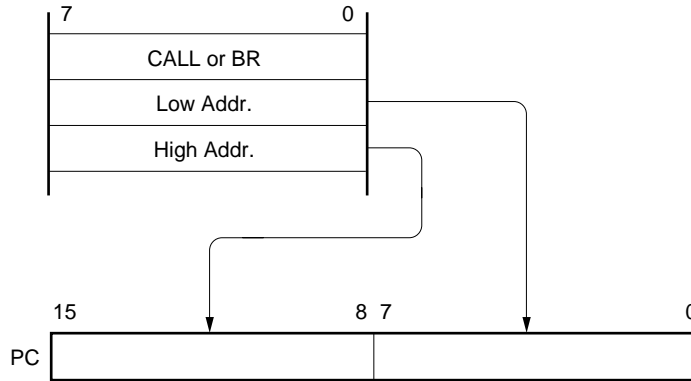 7 0
CALL or BR
Low Addr.
High Addr.
15 8 7 0
PC